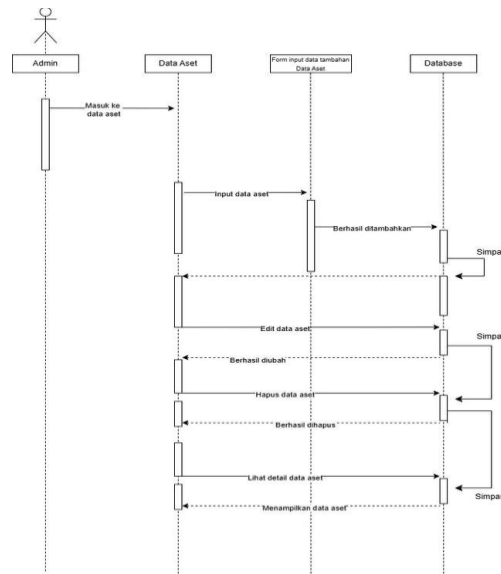 Admin
Data Aset
Form input data tambahan
Data Aset
Database
Masuk ke
data aset
Input data aset
Berhasil ditambahkan
Simpa
Edit data aset
Simpa
Berhasil diubah
Hapus data aset
Berhasil dihapus
Lihat detail data aset
Simpa
Menampilkan data aset